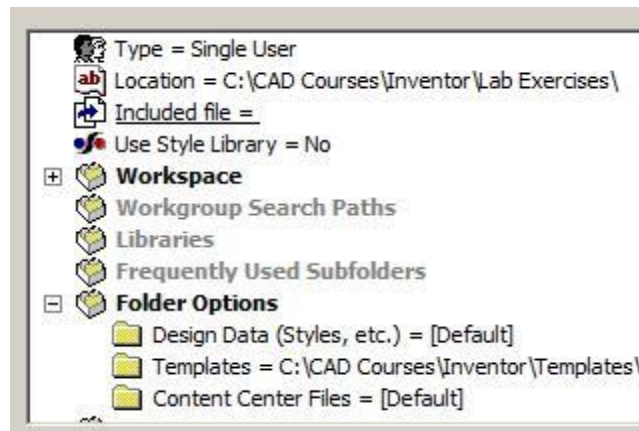 Type = Single User
ab
Location = C:\CAD Courses\Inventor\Lab Exercises\
Included file =
Use Style Library = No
Workspace
Workgroup Search Paths
Libraries
Frequently Used Subfolders
Folder Options
Design Data (Styles, etc.) = [Default]
Templates = C:\CAD Courses\Inventor\Templates\
Content Center Files = [Default]